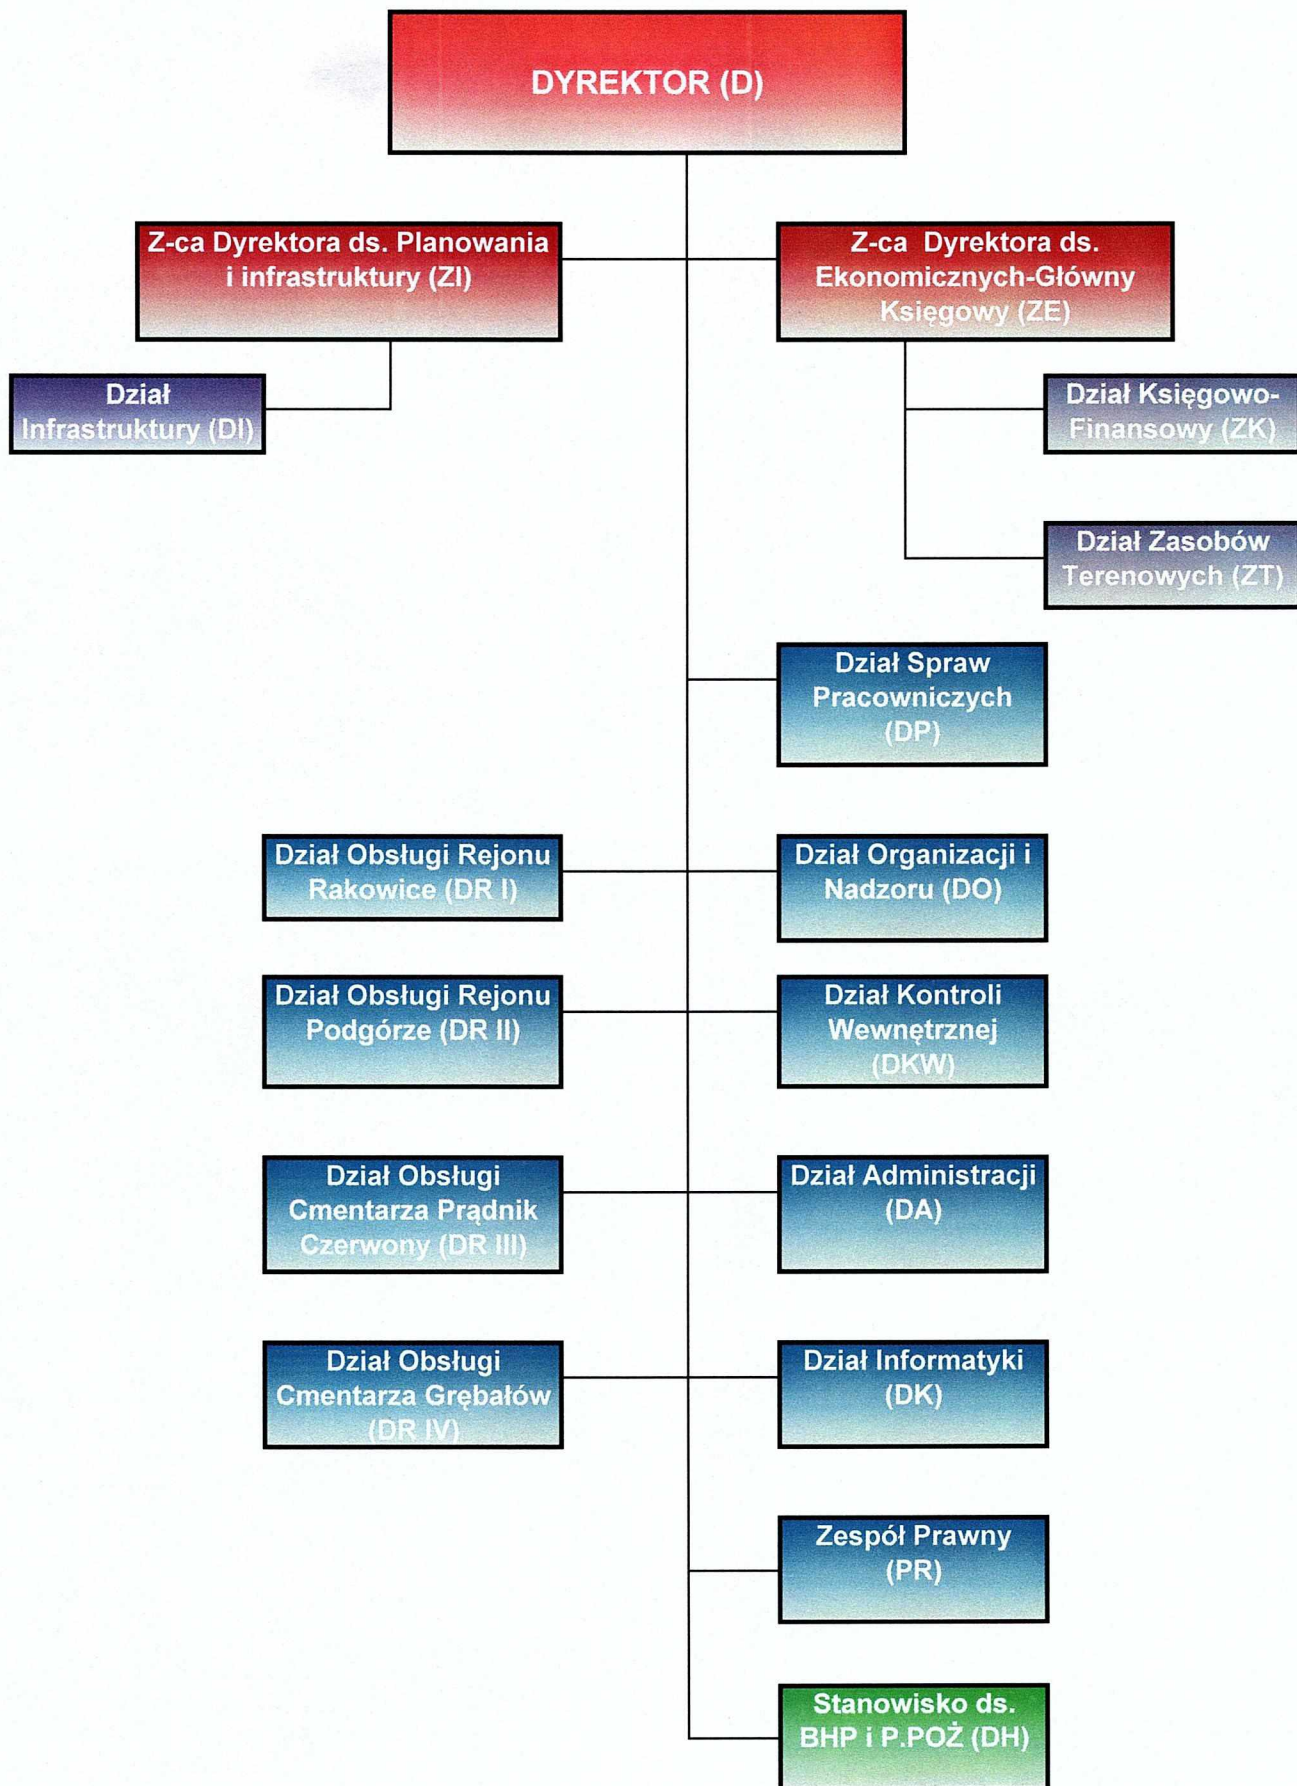 DYREKTOR (D)
Z-ca Dyrektora ds. Planowania
i infrastruktury (ZI)
Z-ca Dyrektora ds.
Ekonomicznych-Główny
Księgowy (ZE)
Dział
Infrastruktury (DI)
Dział Księgowo-
Finansowy (ZK)
Dział Zasobów
Terenowych (ZT)
Dział Spraw
Pracowniczych
(DP)
Dział Obsługi Rejonu
Rakowice (DR I)
Dział Organizacji i
Nadzoru (DO)
Dział Obsługi Rejonu
Podgórze (DR II)
Dział Kontroli
Wewnętrznej
(DKW)
Dział Obsługi
Cmentarza Prądnik
Czerwony (DR III)
Dział Administracji
(DA)
Dział Obsługi
Cmentarza Grębałów
(DR IV)
Dział Informatyki
(DK)
Zespół Prawny
(PR)
Stanowisko ds.
BHP i P.POŻ (DH)